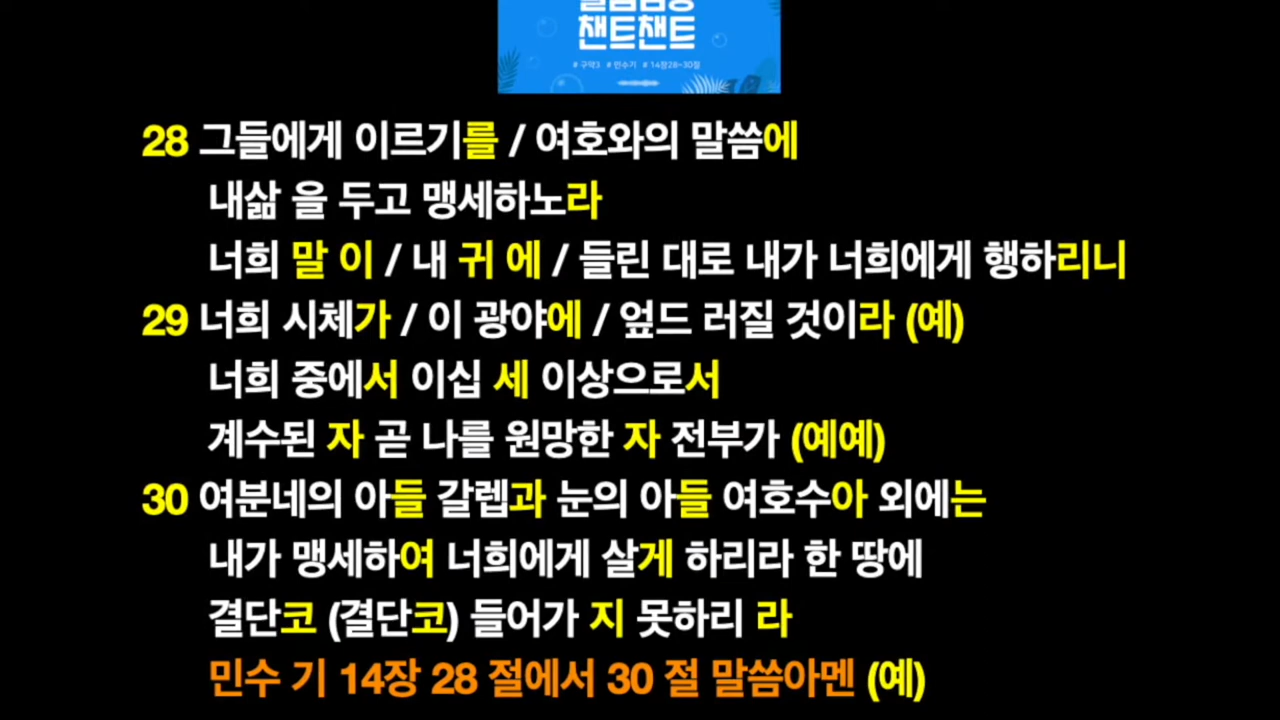 챈트챈트
# 구약3 # 민수기 # 14장28~30절
28 그들에게 이르기를 / 여호와의 말씀에
내삶 을 두고 맹세하노라
너희 말 이 / 내 귀 에 / 들린 대로 내가 너희에게 행하리니
29 너희 시체가 / 이 광야에 / 엎드 러질 것이라 (예)
너희 중에서 이십 세 이상으로서
계수된 자 곧 나를 원망한 자 전부가 (예예)
30 여분네의 아들 갈렙과 눈의 아들 여호수아 외에는
내가 맹세하여 너희에게 살게 하리라 한 땅에
결단코 (결단코) 들어가 지 못하리 라
민수 기 14장 28 절에서 30 절 말씀아멘 (예)